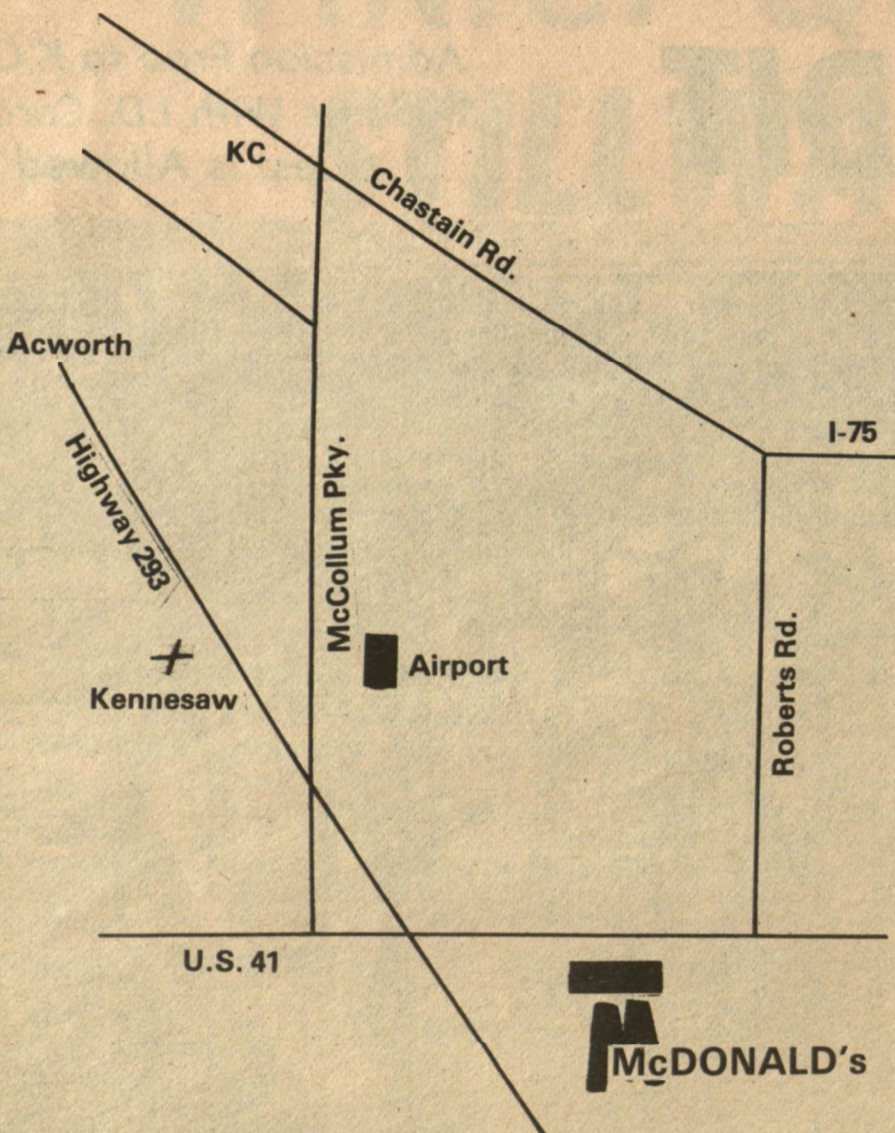 KC
Chastain Rd.
Acworth
I-75
Highway 293
McCollum Pky.
Airport
Roberts Rd.
Kennesaw
U.S. 41
McDONALD's